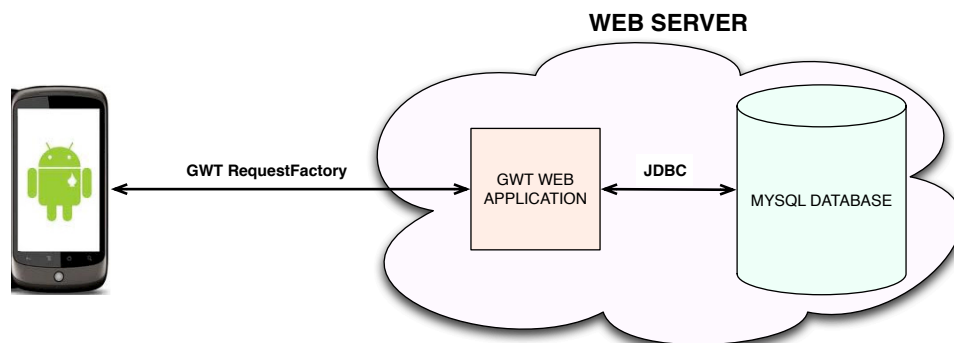 WEB SERVER
GWT RequestFactory
GWT WEB
APPLICATION
JDBC
MYSQL DATABASE